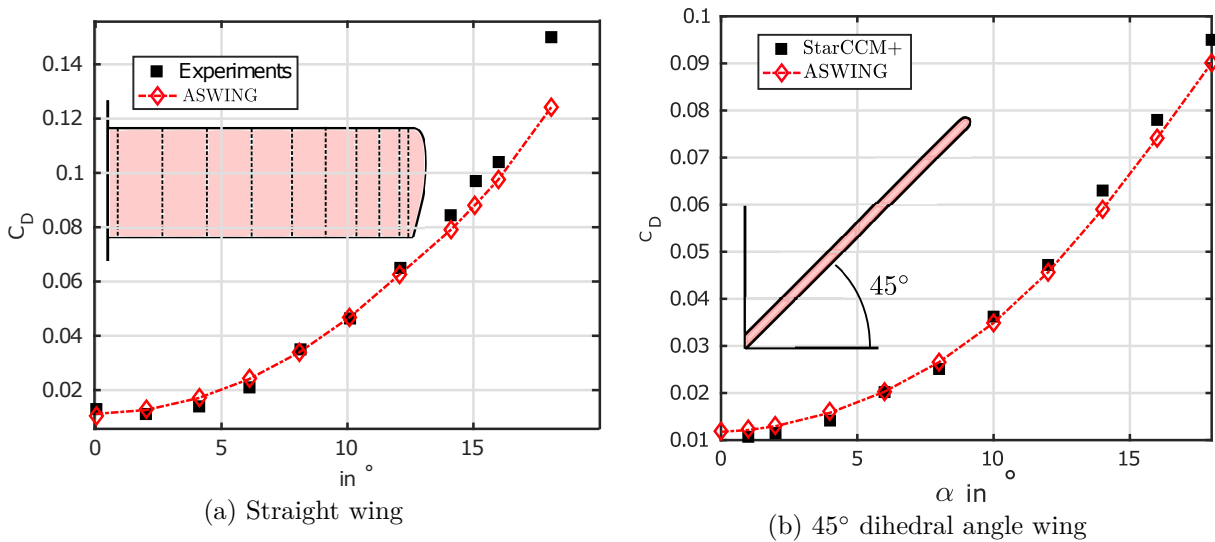 0.14
0.12
0.1
0.08
0.06
0.04
0.02
C_D
Experiments
ASWING
0
5
10
15
in °
(a) Straight wing
0.1
0.09
0.08
0.07
0.06
0.05
0.04
0.03
0.02
0.01
C_D
StarCCM+
ASWING
45°
0
5
10
15
α in °
(b) 45° dihedral angle wing